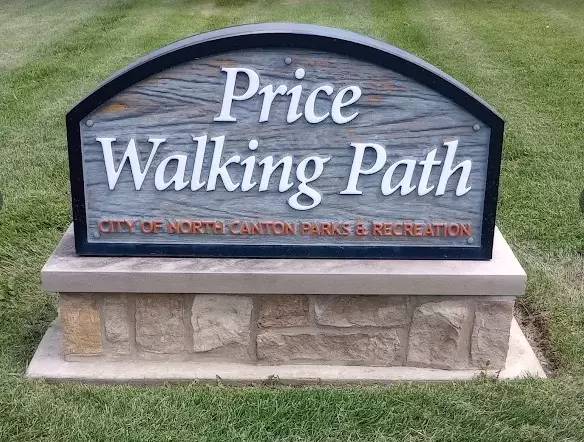 Price
Walking Path
CITY OF NORTH CANTON PARKS & RECREATION